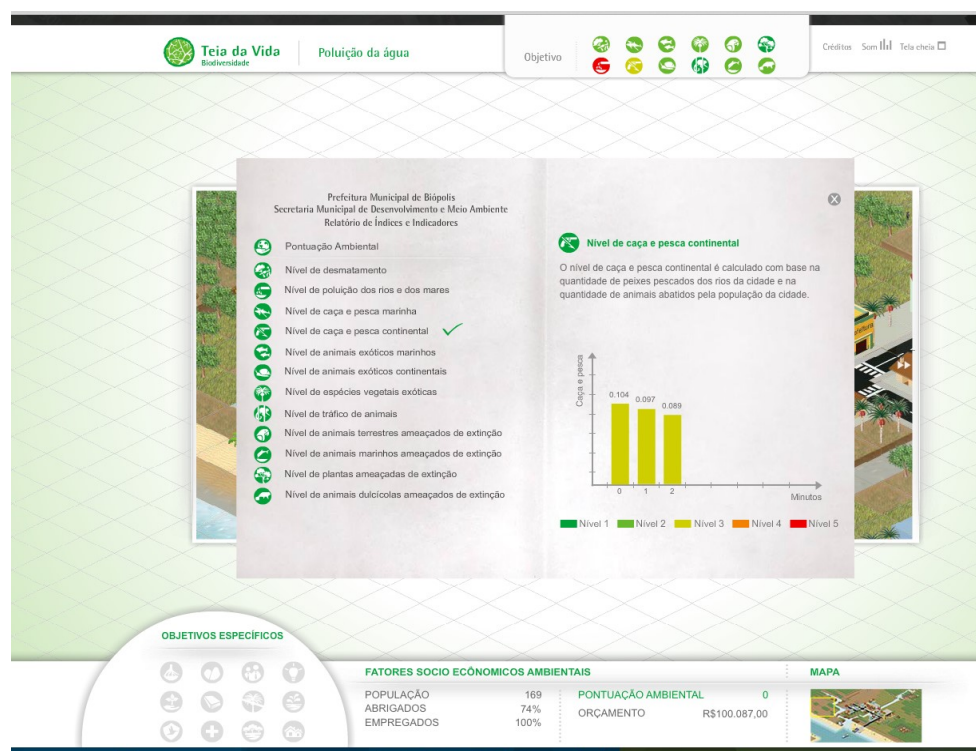 Teia da Vida
Biodiversidade
Poluição da água
Objetivo
Créditos Som Tela cheia
Prefeitura Municipal de Biópolis
Secretaria Municipal de Desenvolvimento e Meio Ambiente
Relatório de Índices e Indicadores
Pontuação Ambiental
Nível de desmatamento
Nível de poluição dos rios e dos mares
Nível de caça e pesca marinha
Nível de caça e pesca continental
Nível de animais exóticos marinhos
Nível de animais exóticos continentais
Nível de espécies vegetais exóticas
Nível de tráfico de animais
Nível de animais terrestres ameaçados de extinção
Nível de animais marinhos ameaçados de extinção
Nível de plantas ameaçadas de extinção
Nível de animais dulcícolas ameaçados de extinção
X
Nível de caça e pesca continental
O nível de caça e pesca continental é calculado com base na
quantidade de peixes pescados dos rios da cidade e na
quantidade de animais abatidos pela população da cidade.
Caça e pesca
0.104 0.097 0.089
0 1 2
Minutos
Nível 1 Nível 2 Nível 3 Nível 4 Nível 5
OBJETIVOS ESPECÍFICOS
FATORES SOCIO ECÔNOMICOS AMBIENTAIS
POPULAÇÃO 169
ABRIGADOS 74%
EMPREGADOS 100%
PONTUAÇÃO AMBIENTAL 0
ORÇAMENTO R$100.087,00
MAPA